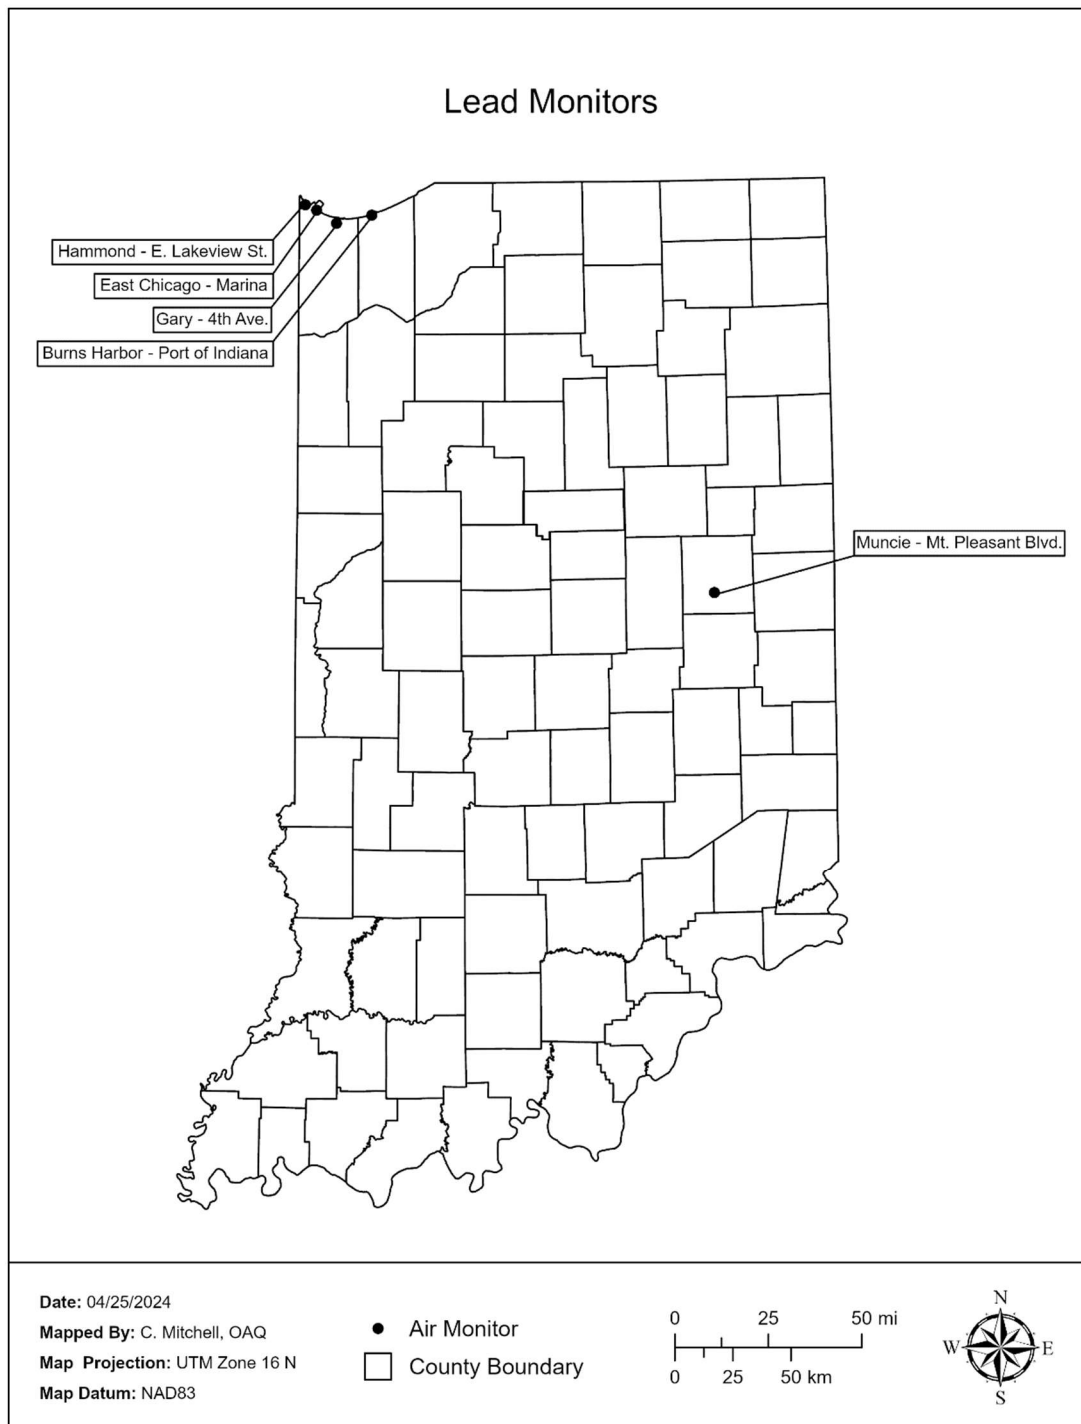 Lead Monitors
Hammond - E. Lakeview St.
East Chicago - Marina
Gary - 4th Ave.
Burns Harbor - Port of Indiana
Muncie - Mt. Pleasant Blvd.
Date: 04/25/2024
Mapped By: C. Mitchell, OAQ
Map Projection: UTM Zone 16 N
Map Datum: NAD83
Air Monitor
County Boundary
0 25 50 mi
0 25 50 km
N
W E
S